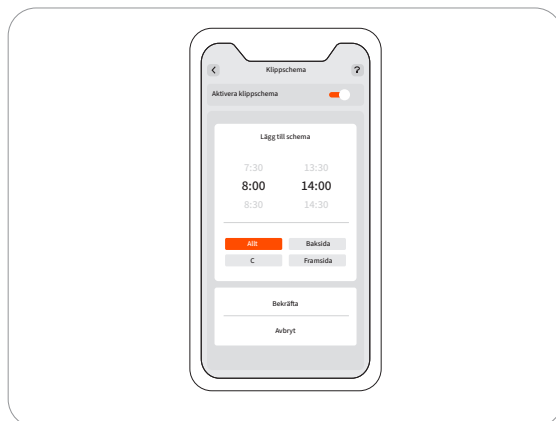 Klippschema ?
Aktivera klippschema
Lägg till schema
7:30 13:30
8:00 14:00
8:30 14:30
Allt Baksida
C Framsida
Bekräfta
Avbryt